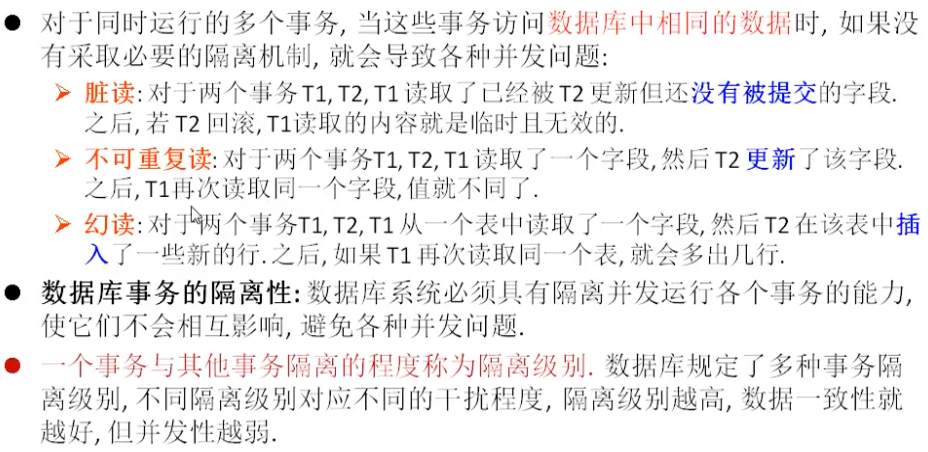 ● 对于同时运行的多个事务, 当这些事务访问数据库中相同的数据时, 如果没
有采取必要的隔离机制, 就会导致各种并发问题:
➢ 脏读: 对于两个事务 T1, T2, T1 读取了已经被 T2 更新但还没有被提交的字段.
之后, 若 T2 回滚, T1读取的内容就是临时且无效的.
➢ 不可重复读: 对于两个事务T1, T2, T1 读取了一个字段, 然后 T2 更新了该字段.
之后, T1再次读取同一个字段, 值就不同了.
➢ 幻读: 对于两个事务T1, T2, T1 从一个表中读取了一个字段, 然后 T2 在该表中插
入了一些新的行. 之后, 如果 T1 再次读取同一个表, 就会多出几行.
● 数据库事务的隔离性: 数据库系统必须具有隔离并发运行各个事务的能力,
使它们不会相互影响, 避免各种并发问题.
● 一个事务与其他事务隔离的程度称为隔离级别. 数据库规定了多种事务隔
离级别, 不同隔离级别对应不同的干扰程度, 隔离级别越高, 数据一致性就
越好, 但并发性越弱.